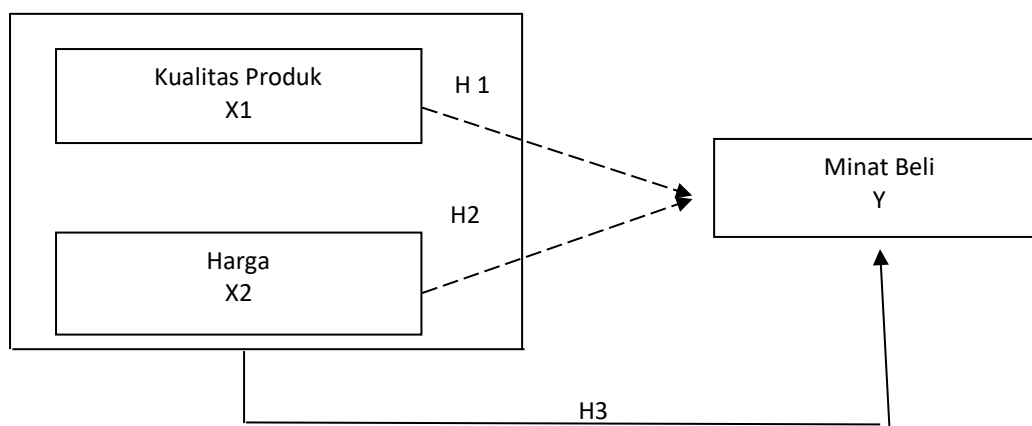 Kualitas Produk
X1
H 1
Minat Beli
Y
H2
Harga
X2
H3